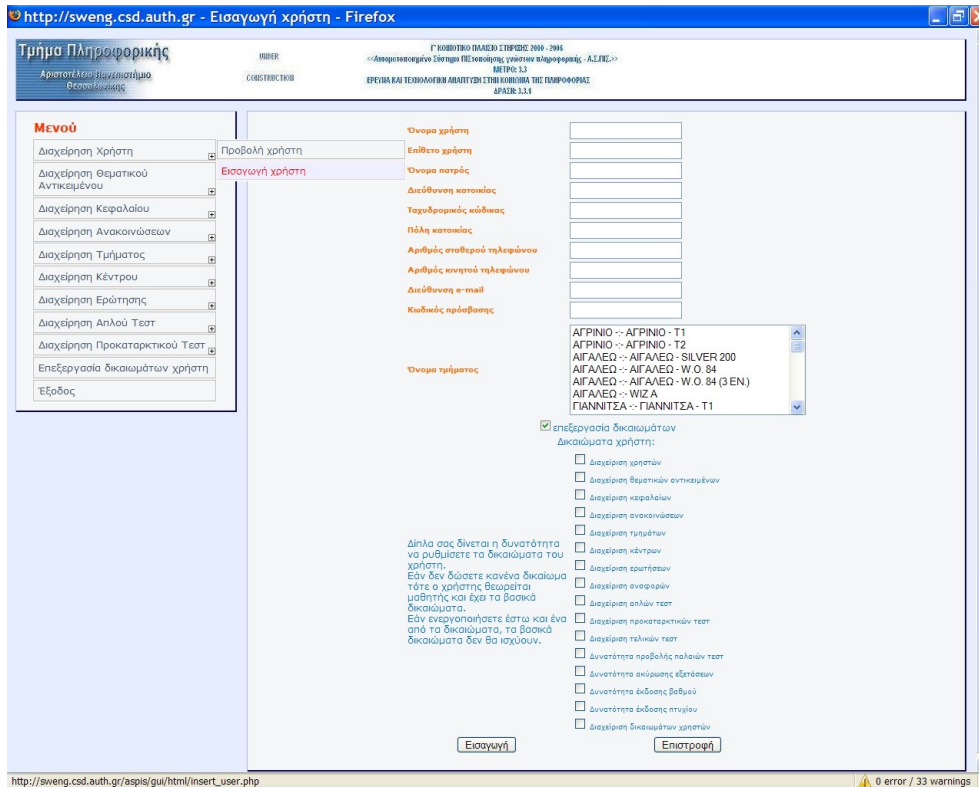 http://sweng.csd.auth.gr - Εισαγωγή χρήστη - Firefox
Τμήμα Πληροφορικής
Αριστοτέλειο Πανεπιστήμιο
Θεσσαλονίκης
UNDER
CONSTRUCTION
Γ' ΚΟΙΝΟΤΙΚΟ ΠΛΑΙΣΙΟ ΣΤΗΡΙΞΗΣ 2000 - 2006
<<Αυτοματοποιημένο Σύστημα ΠΙΣτοποίησης γνώσεων πληροφορικής - Α.Σ.ΠΙΣ.>>
ΜΕΤΡΟ: 3.3
ΕΡΕΥΝΑ ΚΑΙ ΤΕΧΝΟΛΟΓΙΚΗ ΑΝΑΠΤΥΞΗ ΣΤΗΝ ΚΟΙΝΩΝΙΑ ΤΗΣ ΠΛΗΡΟΦΟΡΙΑΣ
ΔΡΑΣΗ: 3.3.1
Μενού
Διαχείρηση Χρήστη
Προβολή χρήστη
Εισαγωγή χρήστη
Διαχείρηση Θεματικού
Αντικειμένου
Διαχείρηση Κεφαλαίου
Διαχείρηση Ανακοινώσεων
Διαχείρηση Τμήματος
Διαχείρηση Κέντρου
Διαχείρηση Ερώτησης
Διαχείρηση Απλού Τεστ
Διαχείρηση Προκαταρκτικού Τεστ
Επεξεργασία δικαιωμάτων χρήστη
Έξοδος
Όνομα χρήστη
Επίθετο χρήστη
Όνομα πατρός
Διεύθυνση κατοικίας
Ταχυδρομικός κώδικας
Πόλη κατοικίας
Αριθμός σταθερού τηλεφώνου
Αριθμός κινητού τηλεφώνου
Διεύθυνση e-mail
Κωδικός πρόσβασης
Όνομα τμήματος
ΑΓΡΙΝΙΟ -:- ΑΓΡΙΝΙΟ - Τ1
ΑΓΡΙΝΙΟ -:- ΑΓΡΙΝΙΟ - Τ2
ΑΙΓΑΛΕΩ -:- ΑΙΓΑΛΕΩ - SILVER 200
ΑΙΓΑΛΕΩ -:- ΑΙΓΑΛΕΩ - W.O. 84
ΑΙΓΑΛΕΩ -:- ΑΙΓΑΛΕΩ - W.O. 84 (3 ΕΝ.)
ΑΙΓΑΛΕΩ -:- WIZ A
ΓΙΑΝΝΙΤΣΑ -:- ΓΙΑΝΝΙΤΣΑ - Τ1
επεξεργασία δικαιωμάτων
Δικαιώματα χρήστη:
Δίπλα σας δίνεται η δυνατότητα
να ρυθμίσετε τα δικαιώματα του
χρήστη.
Εάν δεν δώσετε κανένα δικαίωμα
τότε ο χρήστης θεωρείται
μαθητής και έχει τα βασικά
δικαιώματα.
Εάν ενεργοποιήσετε έστω και ένα
από τα δικαιώματα, τα βασικά
δικαιώματα δεν θα ισχύουν.
Διαχείριση χρηστών
Διαχείριση θεματικών αντικειμένων
Διαχείριση κεφαλαίων
Διαχείριση ανακοινώσεων
Διαχείριση τμημάτων
Διαχείριση κέντρων
Διαχείριση ερωτήσεων
Διαχείριση αναφορών
Διαχείριση απλών τεστ
Διαχείριση προκαταρκτικών τεστ
Διαχείριση τελικών τεστ
Δυνατότητα προβολής παλαιών τεστ
Δυνατότητα ακύρωσης εξετάσεων
Δυνατότητα έκδοσης βαθμού
Δυνατότητα έκδοσης πτυχίου
Διαχείριση δικαιωμάτων χρηστών
Εισαγωγή
Επιστροφή
http://sweng.csd.auth.gr/aspis/gui/html/insert_user.php
0 error / 33 warnings